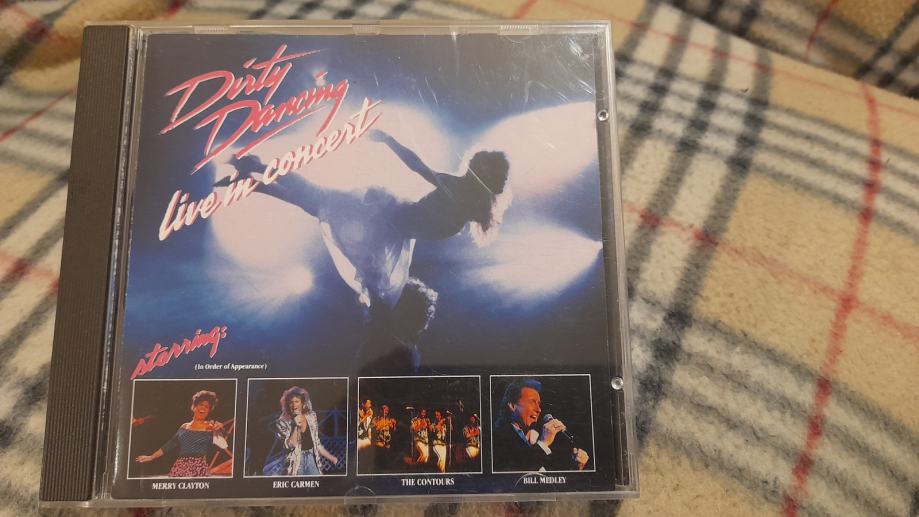 Dirty
Dancing
live in concert
starring:
(In Order of Appearance)
MERRY CLAYTON
ERIC CARMEN
THE CONTOURS
BILL MEDLEY